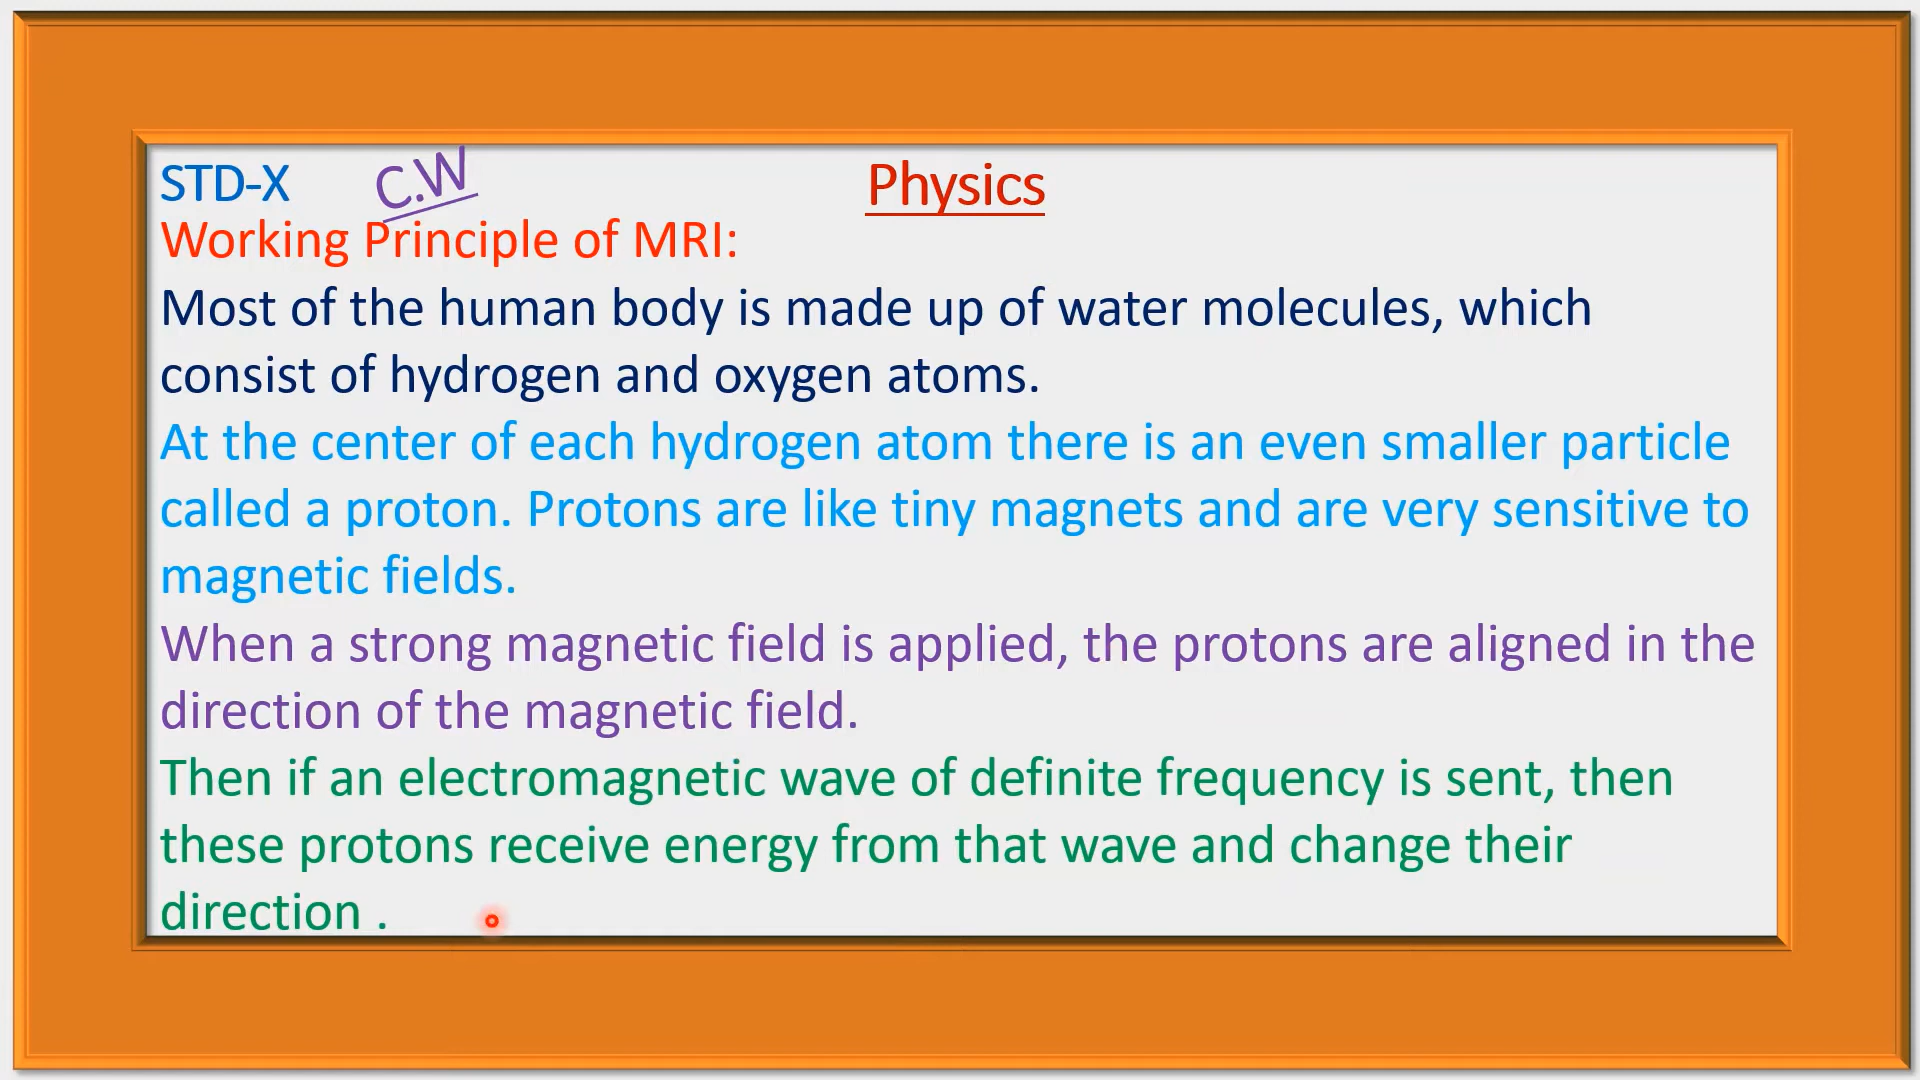 STD-X C.W Physics
Working Principle of MRI:
Most of the human body is made up of water molecules, which
consist of hydrogen and oxygen atoms.
At the center of each hydrogen atom there is an even smaller particle
called a proton. Protons are like tiny magnets and are very sensitive to
magnetic fields.
When a strong magnetic field is applied, the protons are aligned in the
direction of the magnetic field.
Then if an electromagnetic wave of definite frequency is sent, then
these protons receive energy from that wave and change their
direction .